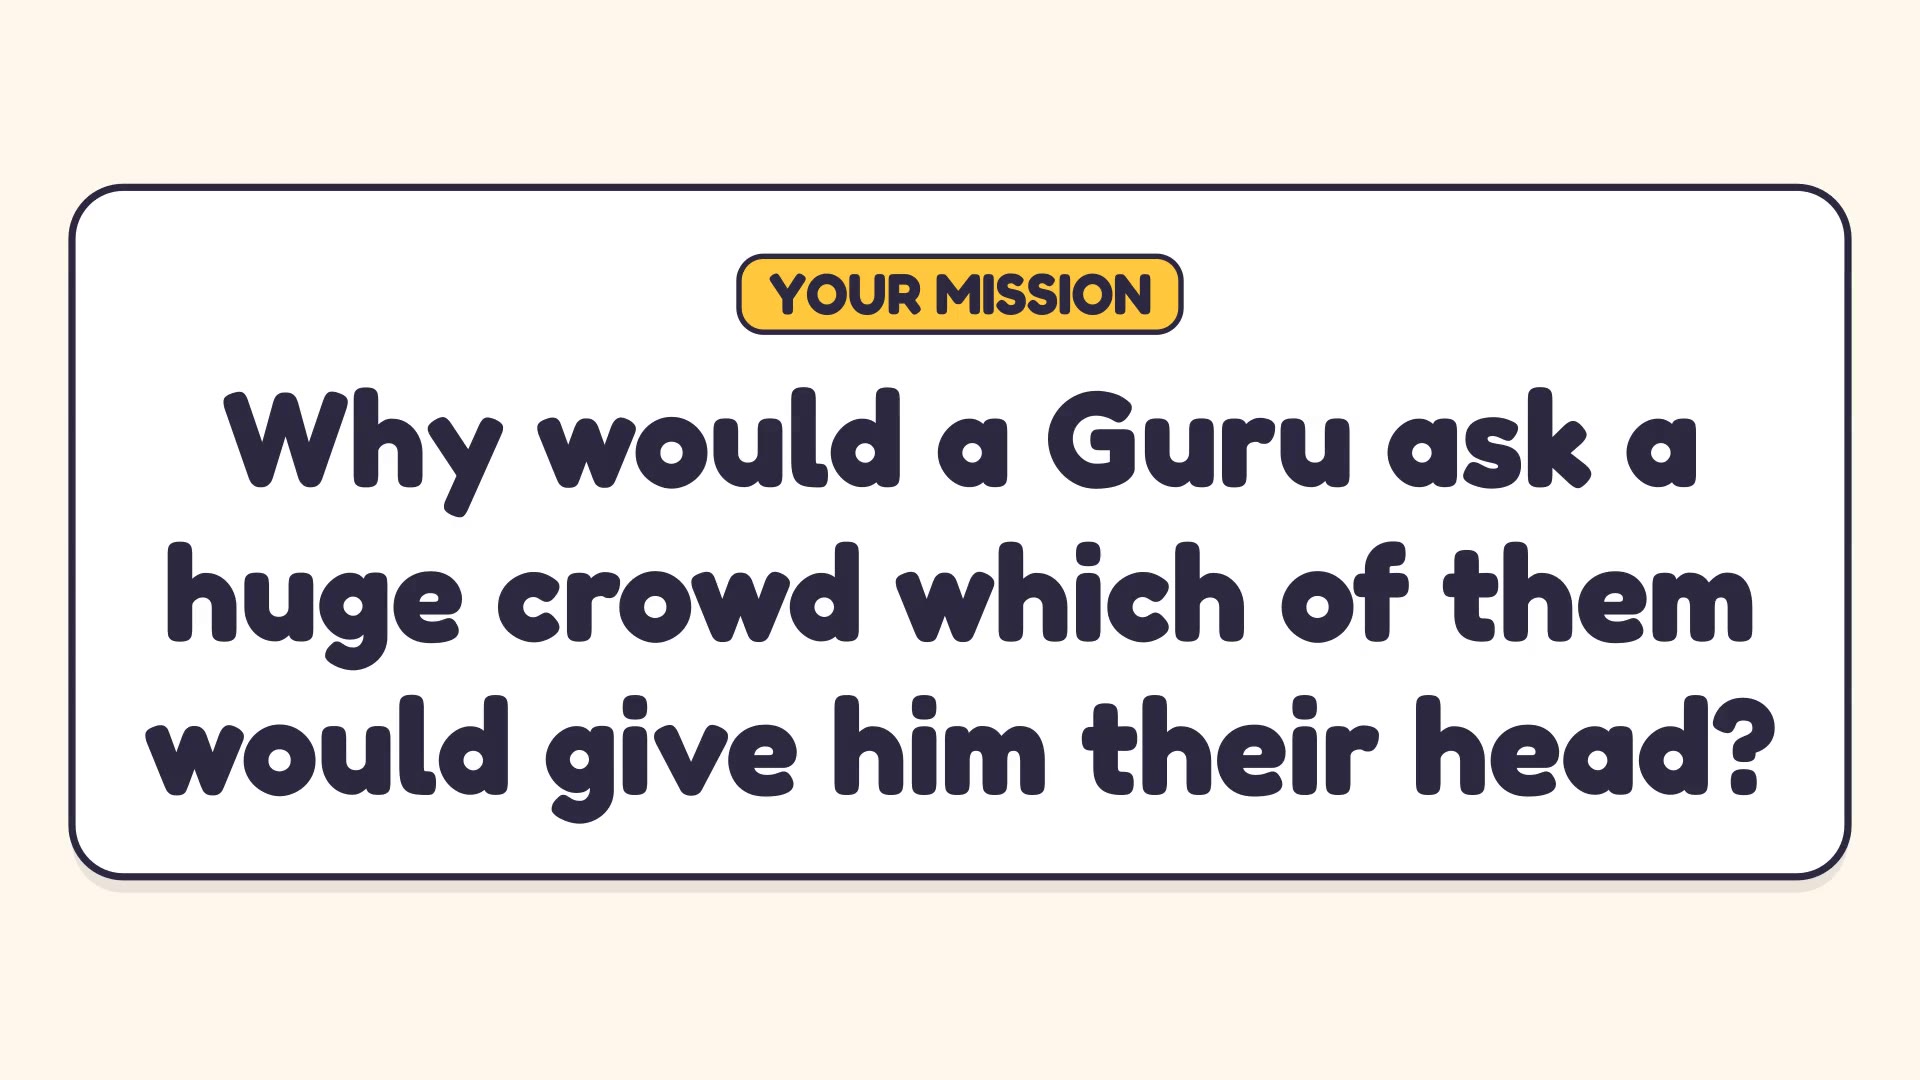 YOUR MISSION
Why would a Guru ask a
huge crowd which of them
would give him their head?